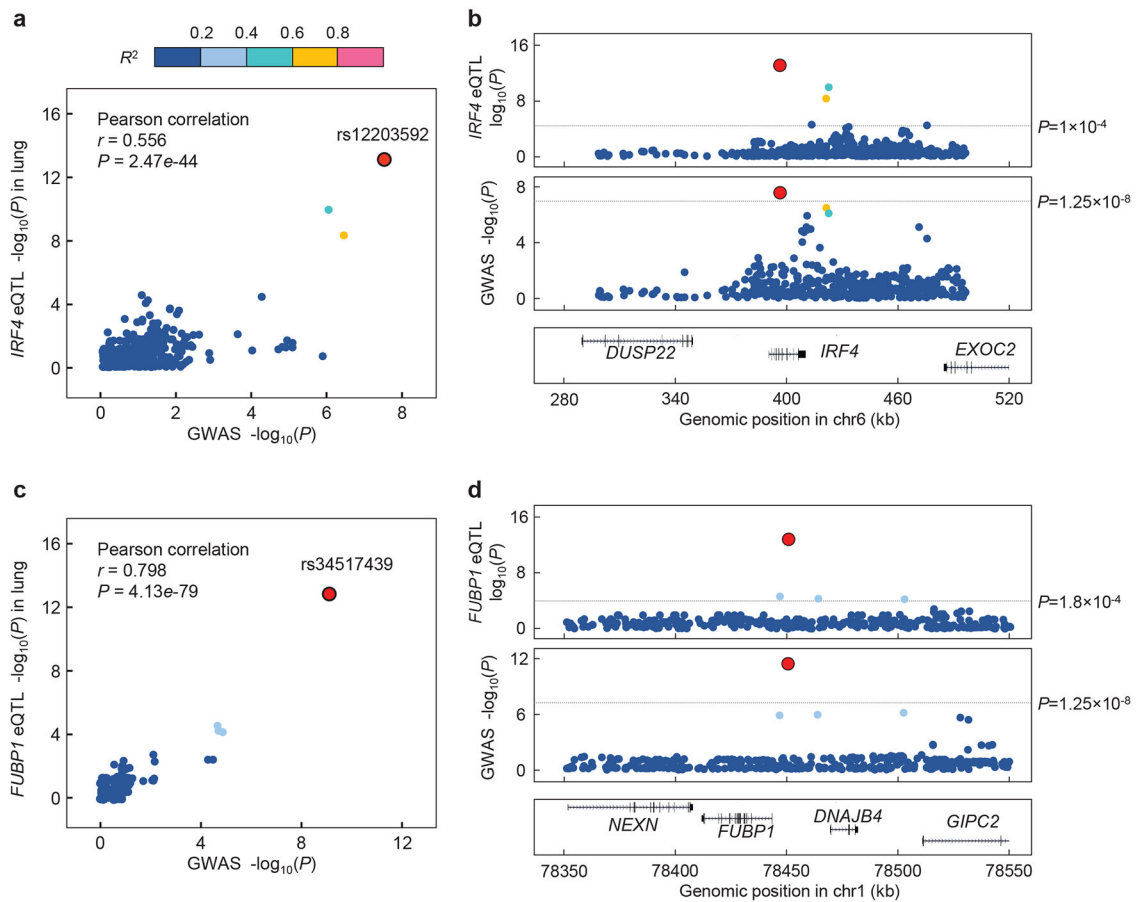 a
0.2 0.4 0.6 0.8
R²
Pearson correlation
r = 0.556
P = 2.47e-44
rs12203592
16
12
8
4
0
IRF4 eQTL -log₁₀(P) in lung
0 2 4 6 8
GWAS -log₁₀(P)
b
IRF4 eQTL
log₁₀(P)
16
8
0
P=1×10⁻⁴
GWAS -log₁₀(P)
8
4
0
P=1.25×10⁻⁸
DUSP22
IRF4
EXOC2
280 340 400 460 520
Genomic position in chr6 (kb)
c
Pearson correlation
r = 0.798
P = 4.13e-79
rs34517439
16
12
8
4
0
FUBP1 eQTL -log₁₀(P) in lung
0 4 8 12
GWAS -log₁₀(P)
d
FUBP1 eQTL
log₁₀(P)
16
8
0
P=1.8×10⁻⁴
GWAS -log₁₀(P)
12
6
0
P=1.25×10⁻⁸
NEXN
FUBP1
DNAJB4
GIPC2
78350 78400 78450 78500 78550
Genomic position in chr1 (kb)